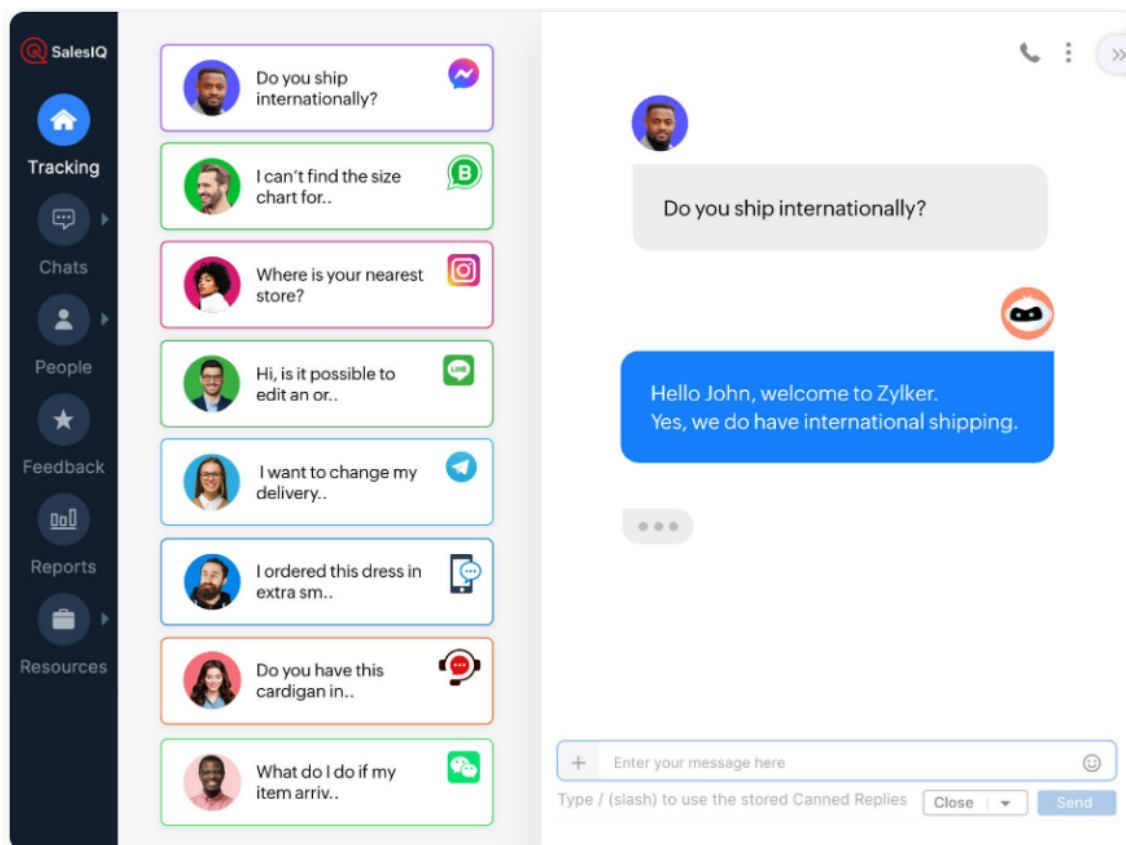 SalesIQ
Tracking
Chats
People
Feedback
Reports
Resources
Do you ship
internationally?
I can't find the size
chart for..
B
Where is your nearest
store?
Hi, is it possible to
edit an or..
LINE
I want to change my
delivery..
I ordered this dress in
extra sm..
Do you have this
cardigan in..
What do I do if my
item arriv..
Do you ship internationally?
Hello John, welcome to Zylker.
Yes, we do have international shipping.
Enter your message here
Type / (slash) to use the stored Canned Replies
Close
Send